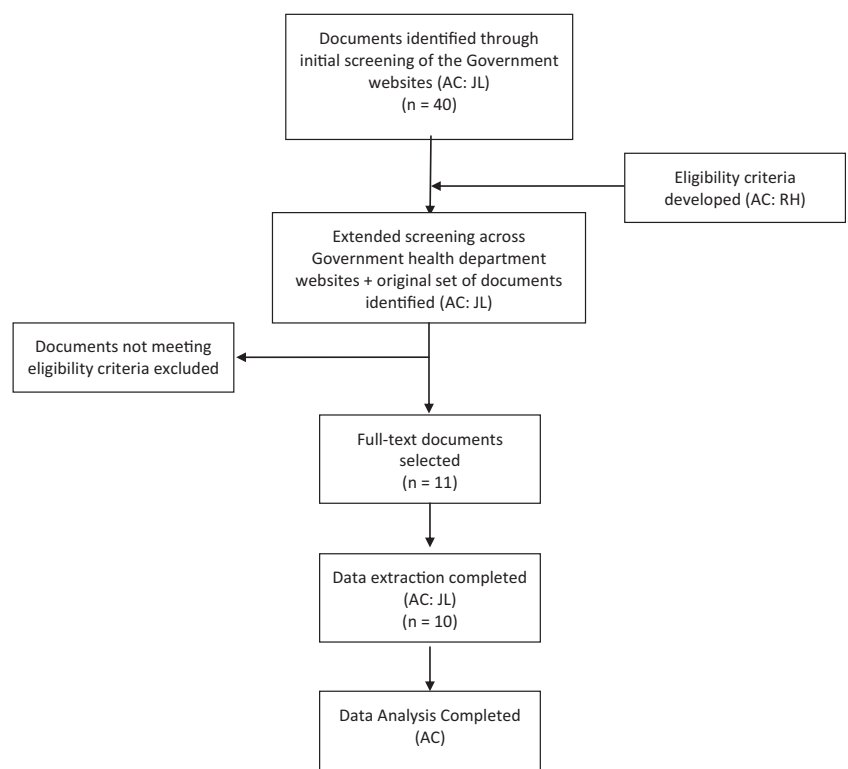 Documents identified through
initial screening of the Government
websites (AC: JL)
(n = 40)
Eligibility criteria
developed (AC: RH)
Extended screening across
Government health department
websites + original set of documents
identified (AC: JL)
Documents not meeting
eligibility criteria excluded
Full-text documents
selected
(n = 11)
Data extraction completed
(AC: JL)
(n = 10)
Data Analysis Completed
(AC)